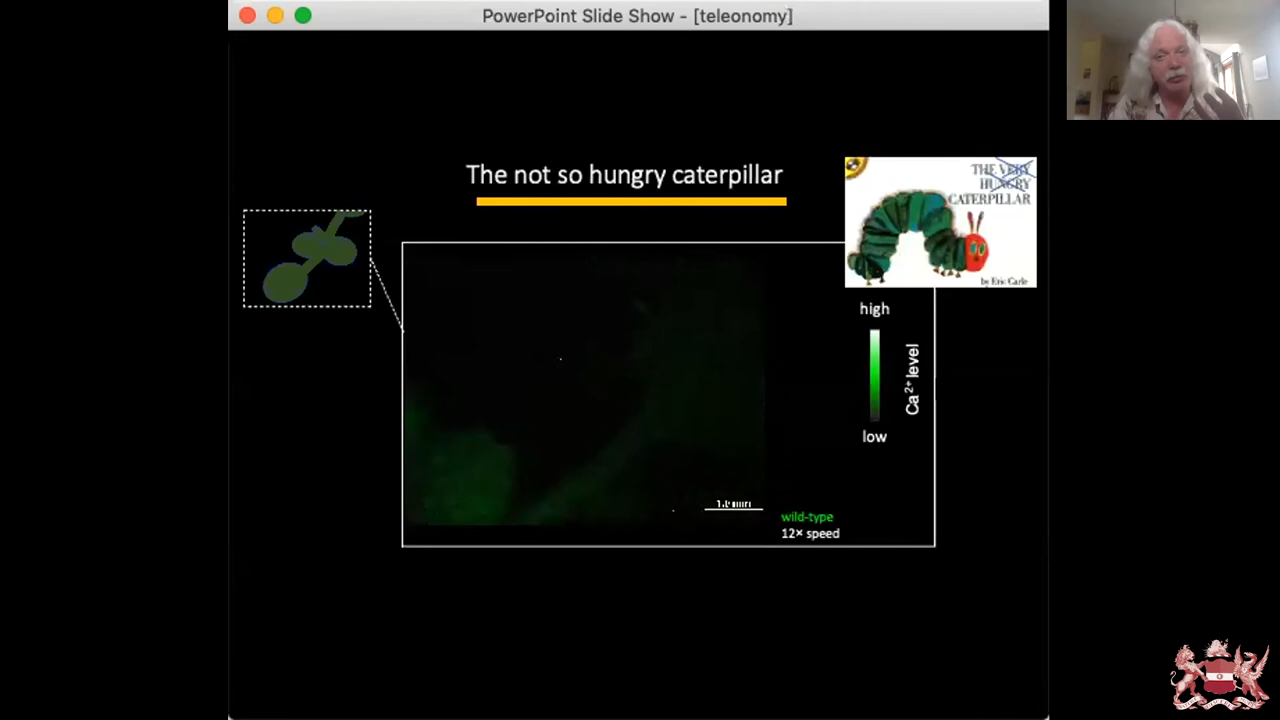 PowerPoint Slide Show - [teleonomy]
The not so hungry caterpillar
THE VERY
HUNGRY
CATERPILLAR
by Eric Carle
high
Ca²⁺ level
low
wild-type
12× speed